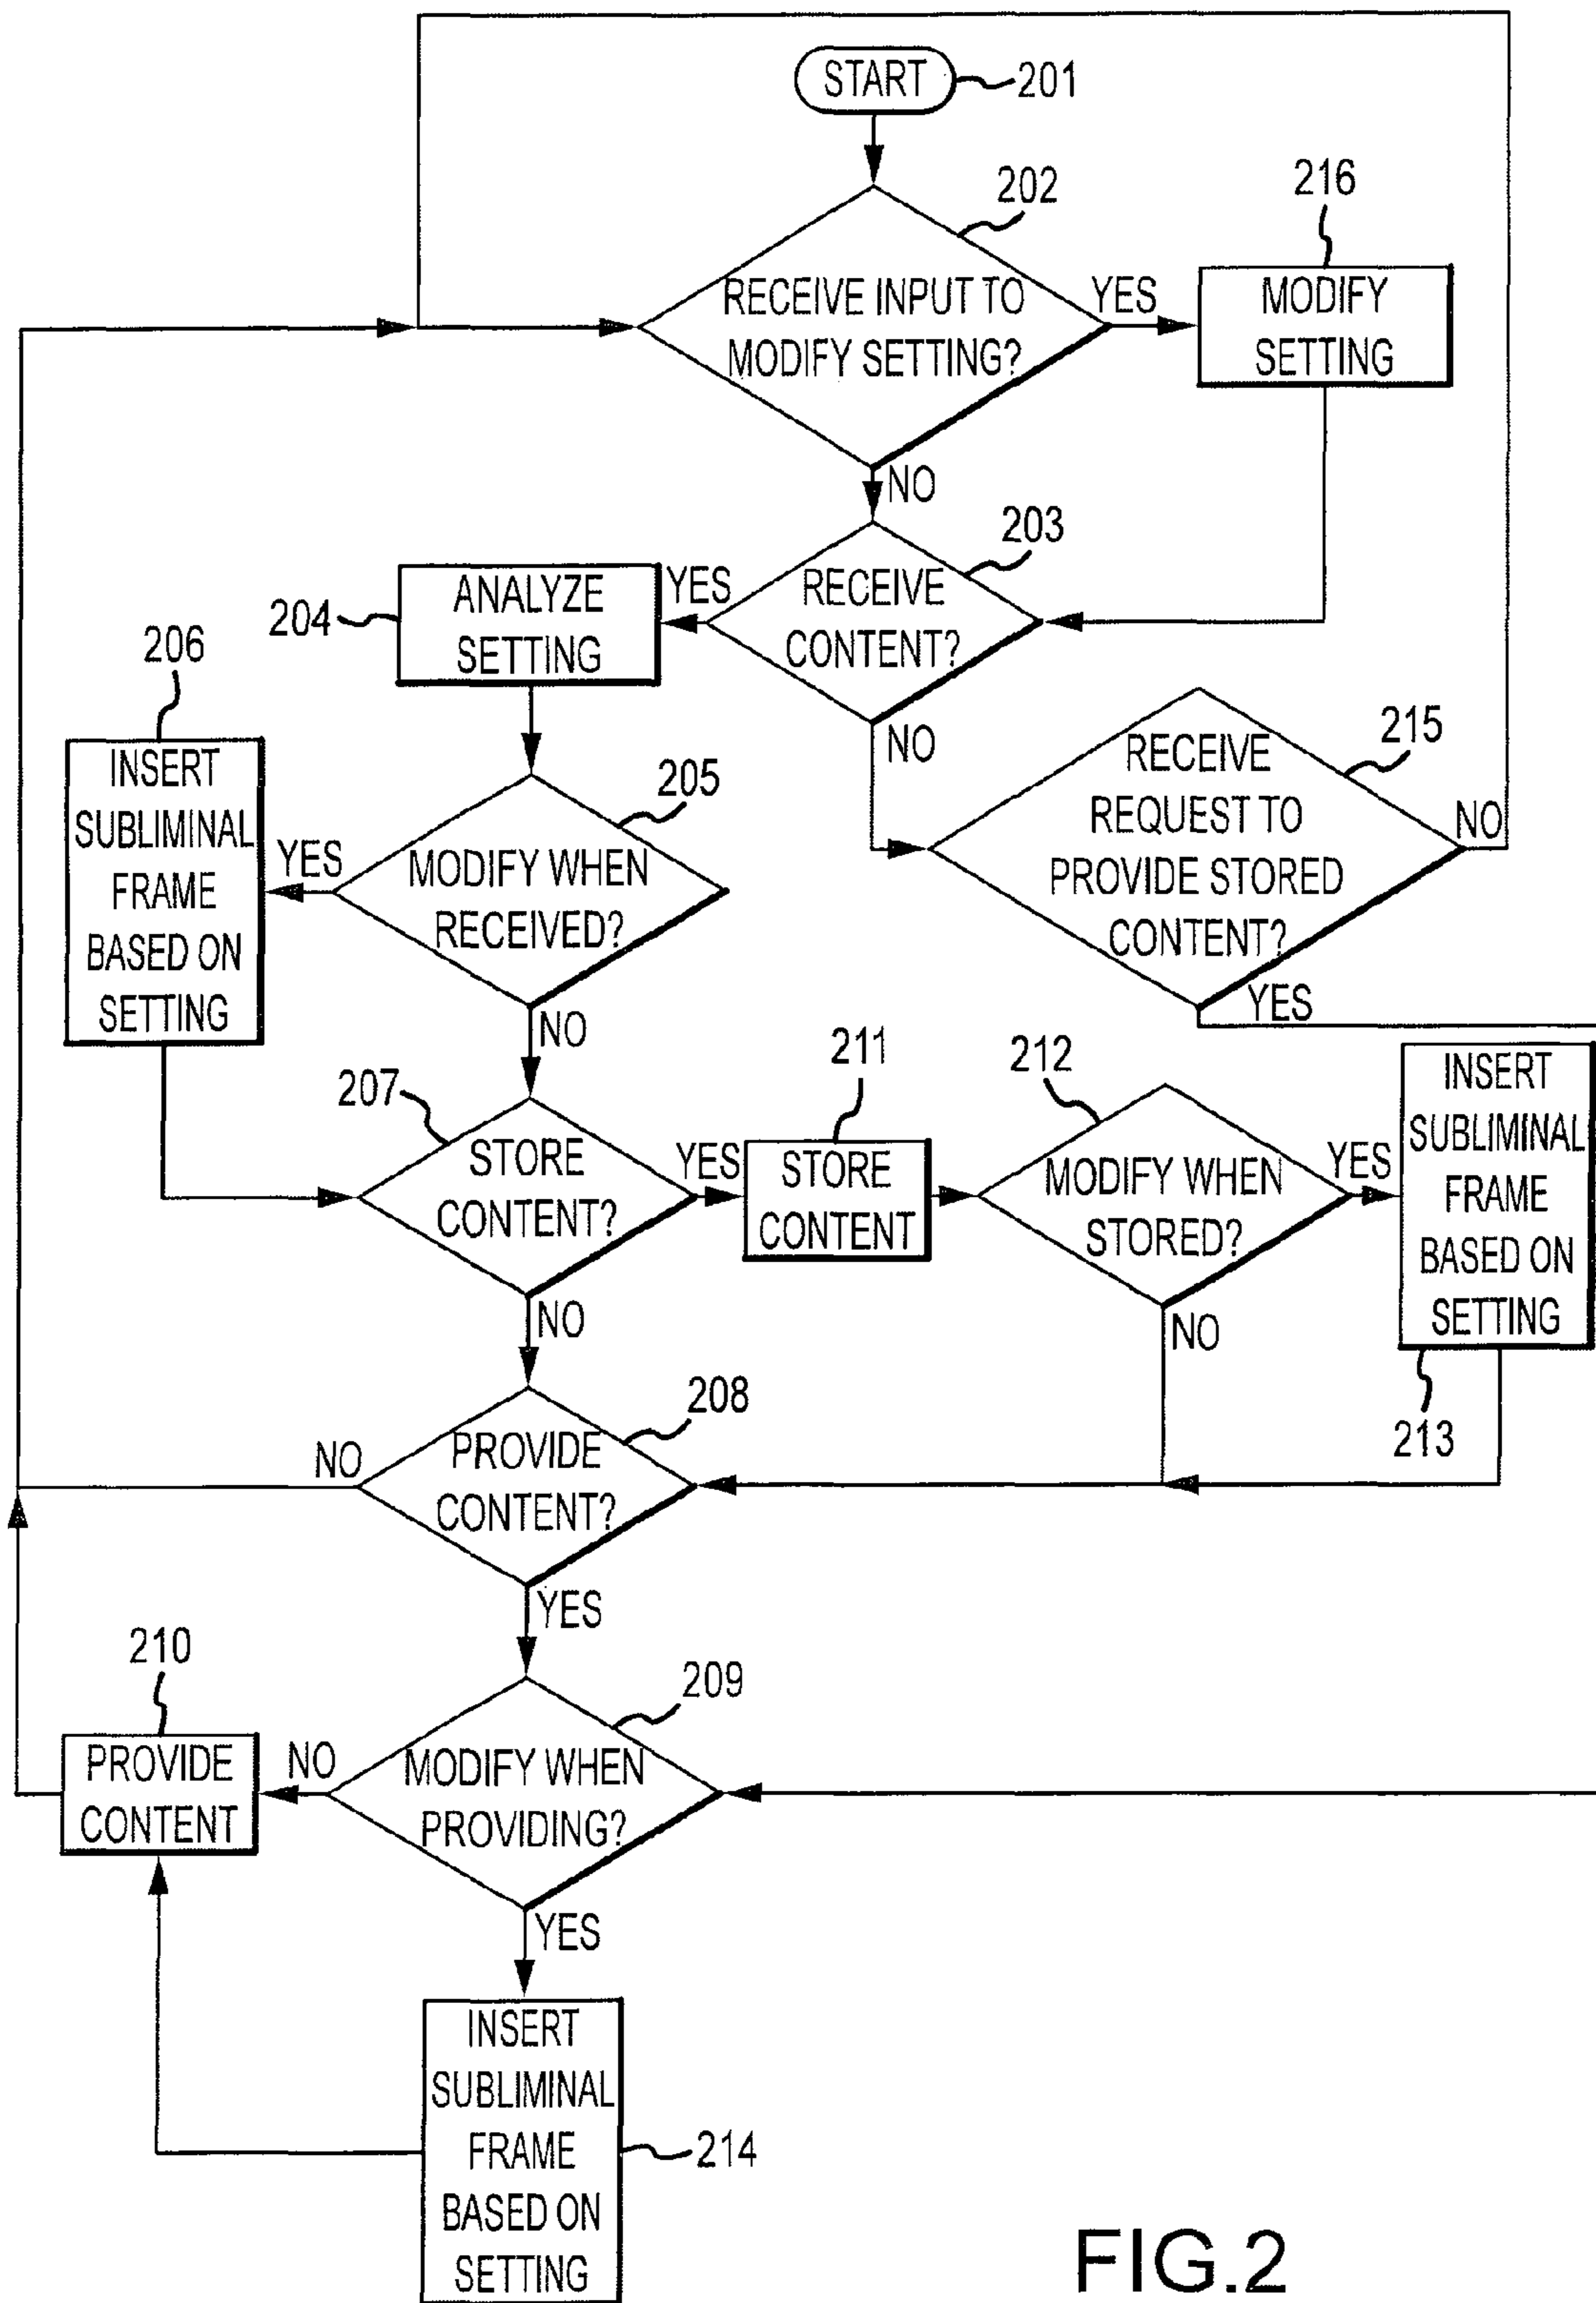 START
201
202
216
RECEIVE INPUT TO
MODIFY SETTING?
YES
MODIFY
SETTING
NO
203
RECEIVE
CONTENT?
YES
ANALYZE
SETTING
204
NO
206
INSERT
SUBLIMINAL
FRAME
BASED ON
SETTING
205
YES
MODIFY WHEN
RECEIVED?
NO
215
RECEIVE
REQUEST TO
PROVIDE STORED
CONTENT?
NO
YES
207
STORE
CONTENT?
YES
211
STORE
CONTENT
212
MODIFY WHEN
STORED?
YES
INSERT
SUBLIMINAL
FRAME
BASED ON
SETTING
213
NO
NO
208
PROVIDE
CONTENT?
NO
YES
210
PROVIDE
CONTENT
NO
209
MODIFY WHEN
PROVIDING?
YES
INSERT
SUBLIMINAL
FRAME
BASED ON
SETTING
214
FIG.2